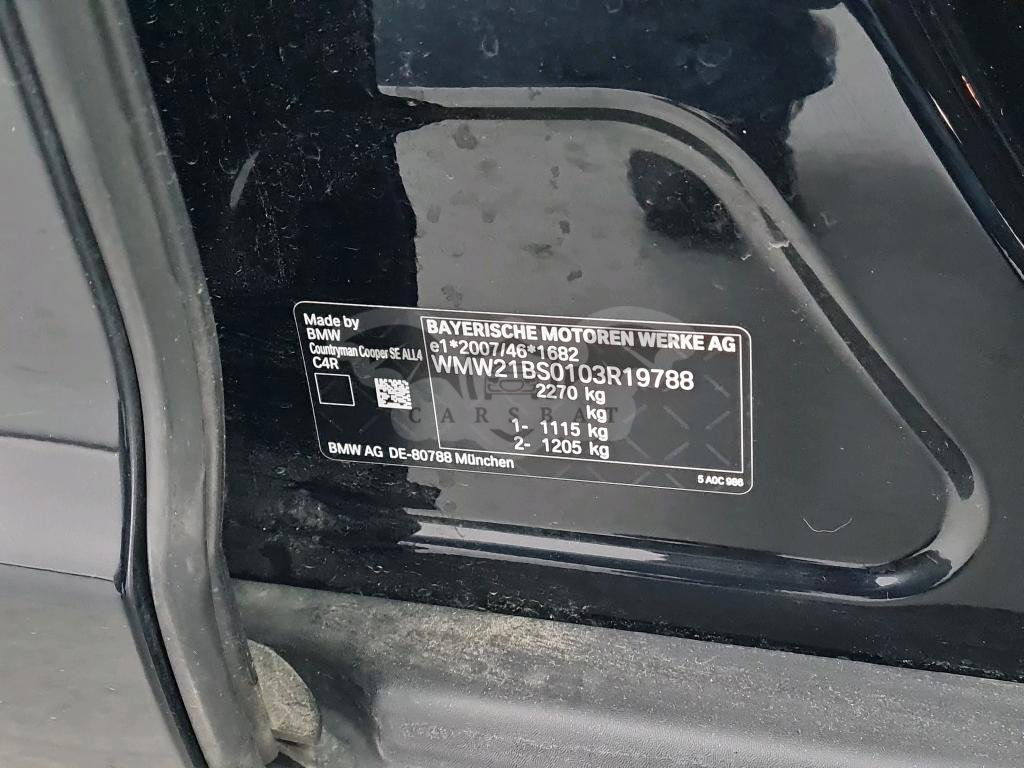 Made by
BMW
Countryman Cooper SE ALL4
C4R
BAYERISCHE MOTOREN WERKE AG
e1*2007/46*1682
WMW21BS0103R19788
2270 kg
kg
1- 1115 kg
2- 1205 kg
BMW AG DE-80788 München
5 A0C 986
CARSBAT